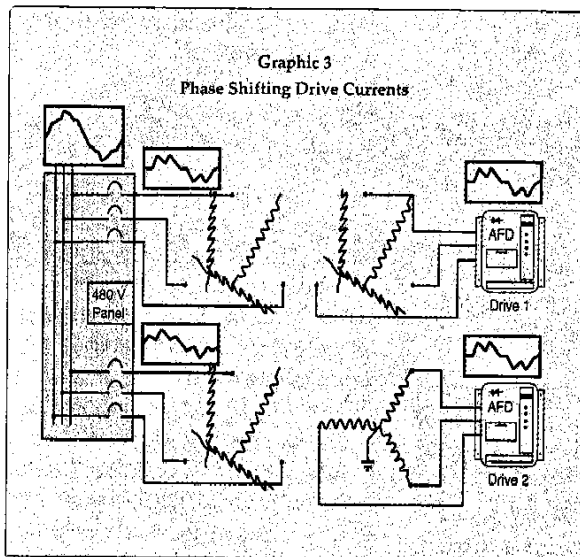 Graphic 3
Phase Shifting Drive Currents
AFD
Drive 1
480 V
Panel
AFD
Drive 2